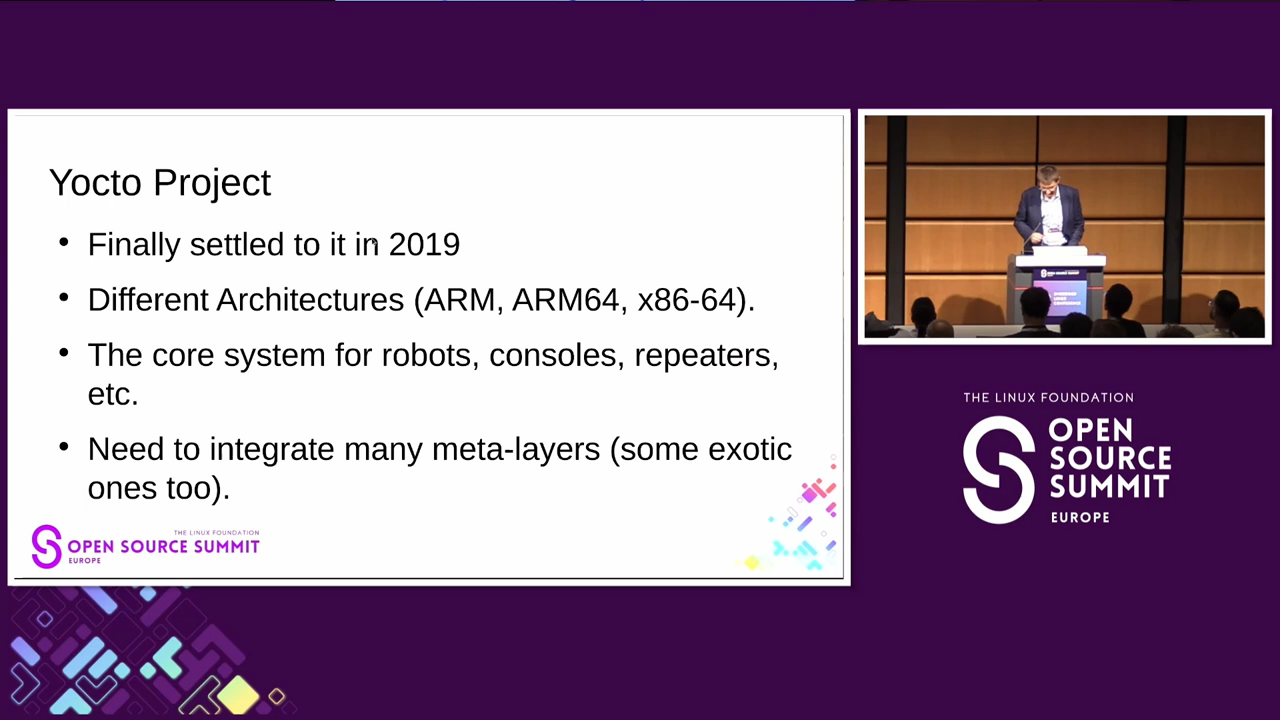 Yocto Project
• Finally settled to it in 2019
• Different Architectures (ARM, ARM64, x86-64).
• The core system for robots, consoles, repeaters,
etc.
• Need to integrate many meta-layers (some exotic
ones too).
THE LINUX FOUNDATION
OPEN SOURCE SUMMIT
EUROPE
THE LINUX FOUNDATION
OPEN
SOURCE
SUMMIT
EUROPE